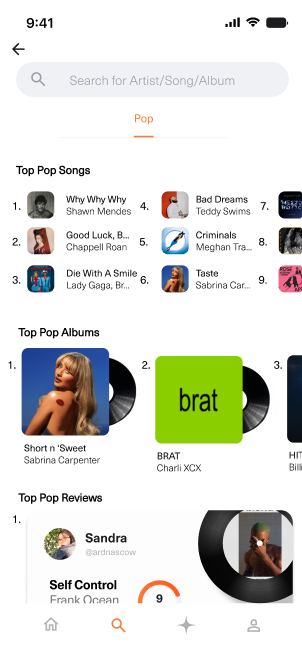 9:41
Search for Artist/Song/Album
Pop
Top Pop Songs
1. Why Why Why
Shawn Mendes
2. Good Luck, B...
Chappell Roan
3. Die With A Smile
Lady Gaga, Br...
4. Bad Dreams
Teddy Swims
5. Criminals
Meghan Tra...
6. Taste
Sabrina Car...
7.
8.
9.
Top Pop Albums
1.
Short n 'Sweet
Sabrina Carpenter
2.
brat
BRAT
Charli XCX
3.
HIT
Billi
Top Pop Reviews
1.
Sandra
@ardnascow
Self Control
Frank Ocean
9